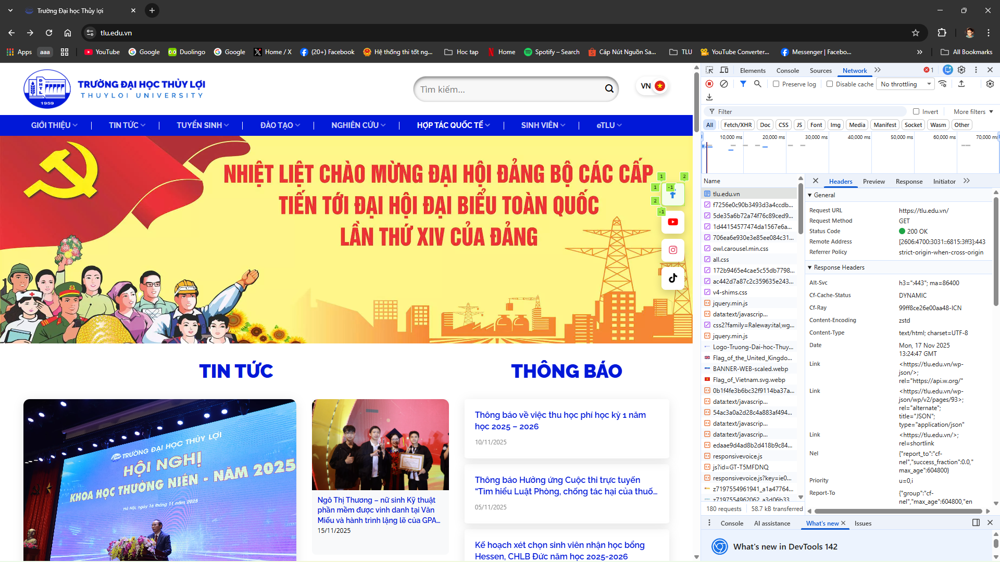 Trường Đại học Thủy lợi
tlu.edu.vn
Apps
aaa
YouTube
Google
Duolingo
Google
Home / X
(20+) Facebook
Hệ thống thi tốt ng...
Hoc tap
Home
Spotify – Search
Cáp Nút Nguồn Sa...
TLU
YouTube Converter...
Messenger | Facebo...
All Bookmarks
TRƯỜNG ĐẠI HỌC THỦY LỢI
THUYLOI UNIVERSITY
ĐHTL
1959
Tìm kiếm...
VN
GIỚI THIỆU
TIN TỨC
TUYỂN SINH
ĐÀO TẠO
NGHIÊN CỨU
HỢP TÁC QUỐC TẾ
SINH VIÊN
eTLU
NHIỆT LIỆT CHÀO MỪNG ĐẠI HỘI ĐẢNG BỘ CÁC CẤP
TIẾN TỚI ĐẠI HỘI ĐẠI BIỂU TOÀN QUỐC
LẦN THỨ XIV CỦA ĐẢNG
1
2
1
-1
2
-1
TIN TỨC
TRƯỜNG ĐẠI HỌC THỦY LỢI
HỘI NGHỊ
KHOA HỌC THƯỜNG NIÊN - NĂM 2025
Hà Nội, ngày 16 tháng 11 năm 2025
Ngô Thị Thương – nữ sinh Kỹ thuật
phần mềm được vinh danh tại Văn
Miếu và hành trình lặng lẽ của GPA...
15/11/2025
THÔNG BÁO
Thông báo về việc thu học phí học kỳ 1 năm
học 2025 – 2026
10/11/2025
Thông báo Hưởng ứng Cuộc thi trực tuyến
“Tìm hiểu Luật Phòng, chống tác hại của thuố...
05/11/2025
Kế hoạch xét chọn sinh viên nhận học bổng
Hessen, CHLB Đức năm học 2025-2026
Elements
Console
Sources
Network
1
Preserve log
Disable cache
No throttling
Filter
Invert
More filters
All
Fetch/XHR
Doc
CSS
JS
Font
Img
Media
Manifest
Socket
Wasm
Other
10,000 ms
20,000 ms
30,000 ms
40,000 ms
50,000 ms
60,000 ms
70,000 ms
Name
tlu.edu.vn
f7256e0c90b3493d3a4ccdb...
5de35a6b72a74f76c89ced9...
1d44154577474da1567e6a...
706ea6e930e3e85ee084c31...
owl.carousel.min.css
all.css
172b9465e4cae5c55db7798...
ac442d7a87c2c359635e243...
v4-shims.css
jquery.min.js
data:text/javascrip...
css2?family=Raleway:ital,wg...
jquery.min.js
Logo-Truong-Dai-hoc-Thuy...
Flag_of_the_United_Kingdo...
BANNER-WEB-scaled.webp
Flag_of_Vietnam.svg.webp
0b1f4fe3b6bc32f9114ba37a...
data:text/javascrip...
54ac3a0a2d28c4a883af494...
data:text/javascrip...
data:text/javascrip...
edaae9d4ad8b2d418b9c84...
responsivevoice.js
js?id=GT-T5MFDNQ
responsivevoice.js?key=ie0...
z7197554961941_a1a47764...
z7197554962062_a3d06b33...
180 requests
58.7 kB transferred
Headers
Preview
Response
Initiator
General
Request URL
https://tlu.edu.vn/
Request Method
GET
Status Code
200 OK
Remote Address
[2606:4700:3031::6815:3ff3]:443
Referrer Policy
strict-origin-when-cross-origin
Response Headers
Alt-Svc
h3=":443"; ma=86400
Cf-Cache-Status
DYNAMIC
Cf-Ray
99ff8ce26e00aa48-ICN
Content-Encoding
zstd
Content-Type
text/html; charset=UTF-8
Date
Mon, 17 Nov 2025
13:24:47 GMT
Link
<https://tlu.edu.vn/wp-
json/>;
rel="https://api.w.org/"
Link
<https://tlu.edu.vn/wp-
json/wp/v2/pages/93>;
rel="alternate";
title="JSON";
type="application/json"
Link
<https://tlu.edu.vn/>;
rel=shortlink
Nel
{"report_to":"cf-
nel","success_fraction":0.0,"
max_age":604800}
Priority
u=0,i
Report-To
{"group":"cf-
nel","max_age":604800,"en
Console
AI assistance
What's new
Issues
What's new in DevTools 142